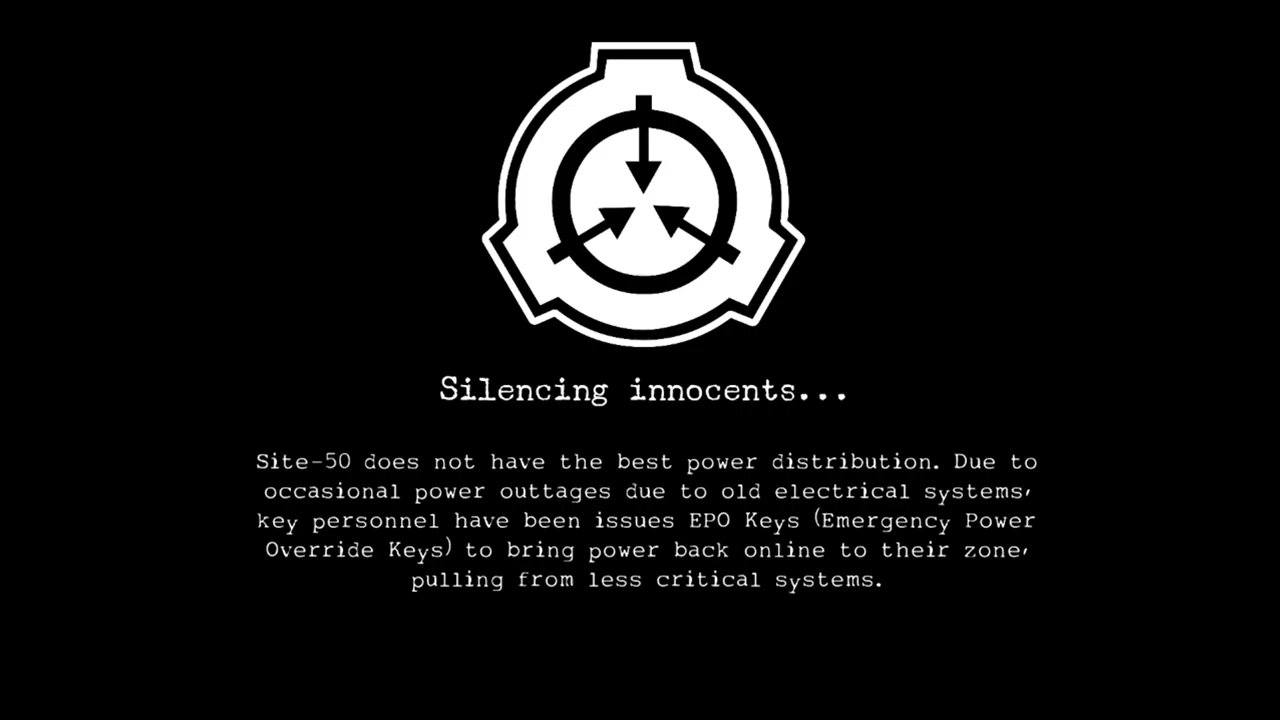 Silencing innocents...
Site-50 does not have the best power distribution. Due to
occasional power outtages due to old electrical systems,
key personnel have been issues EPO Keys (Emergency Power
Override Keys) to bring power back online to their zone,
pulling from less critical systems.